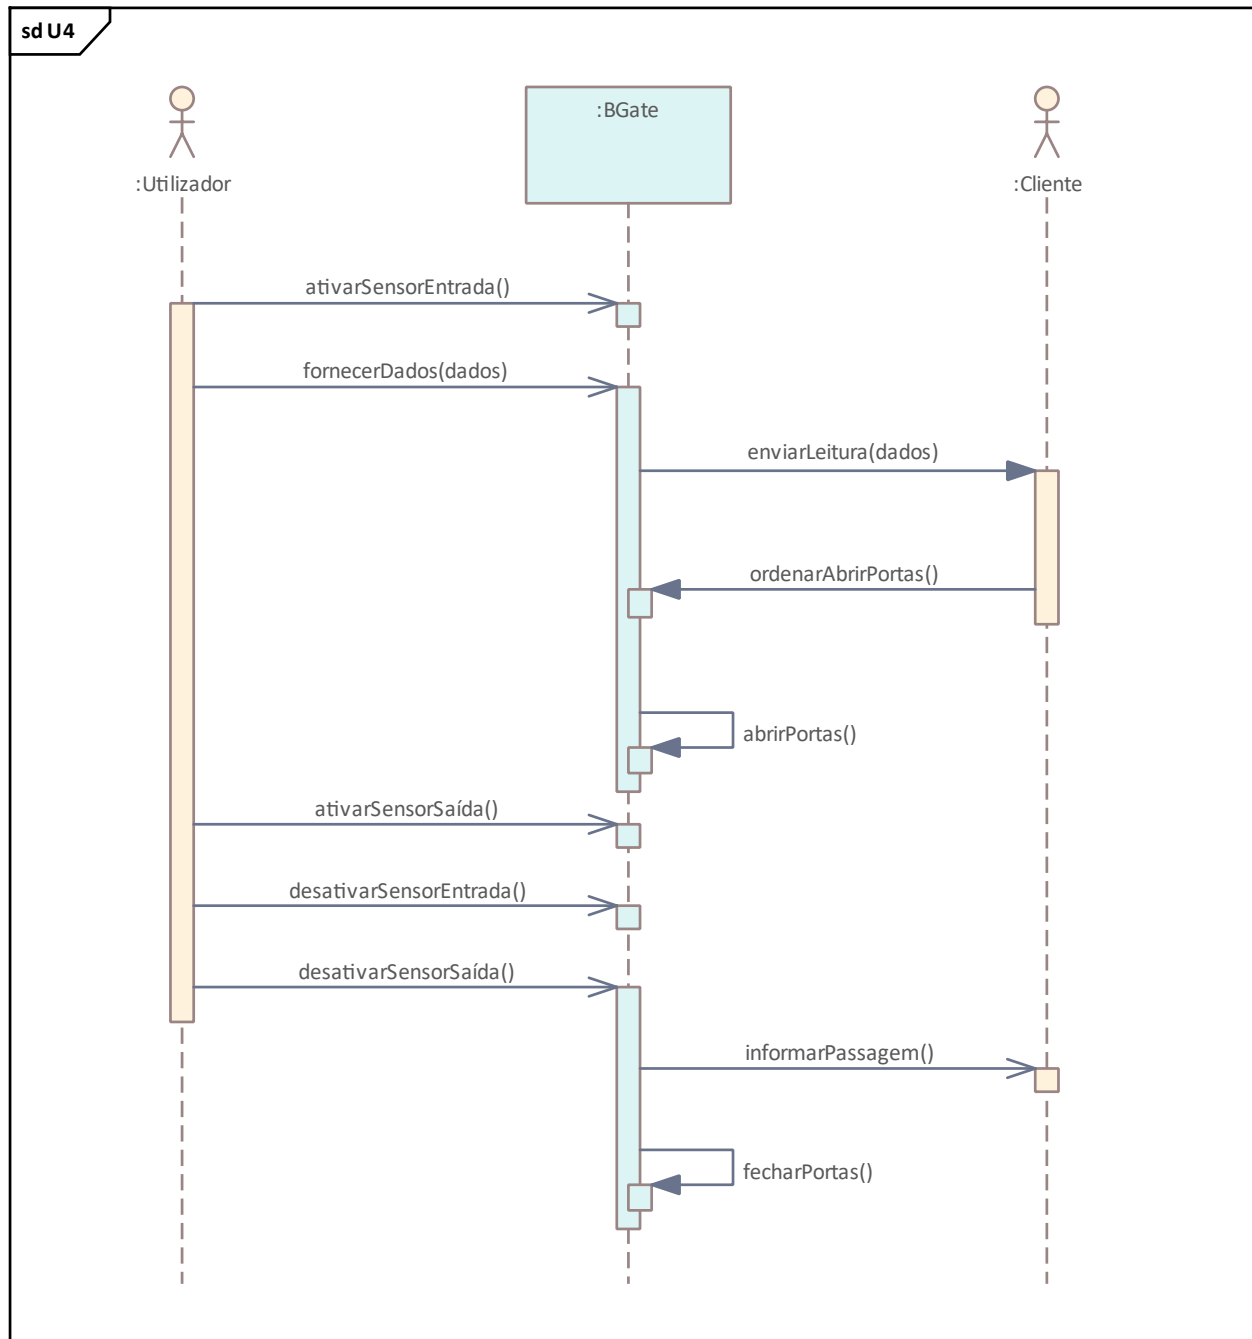 sd U4
:Utilizador
:BGate
:Cliente
ativarSensorEntrada()
fornecerDados(dados)
enviarLeitura(dados)
ordenarAbrirPortas()
abrirPortas()
ativarSensorSaída()
desativarSensorEntrada()
desativarSensorSaída()
informarPassagem()
fecharPortas()